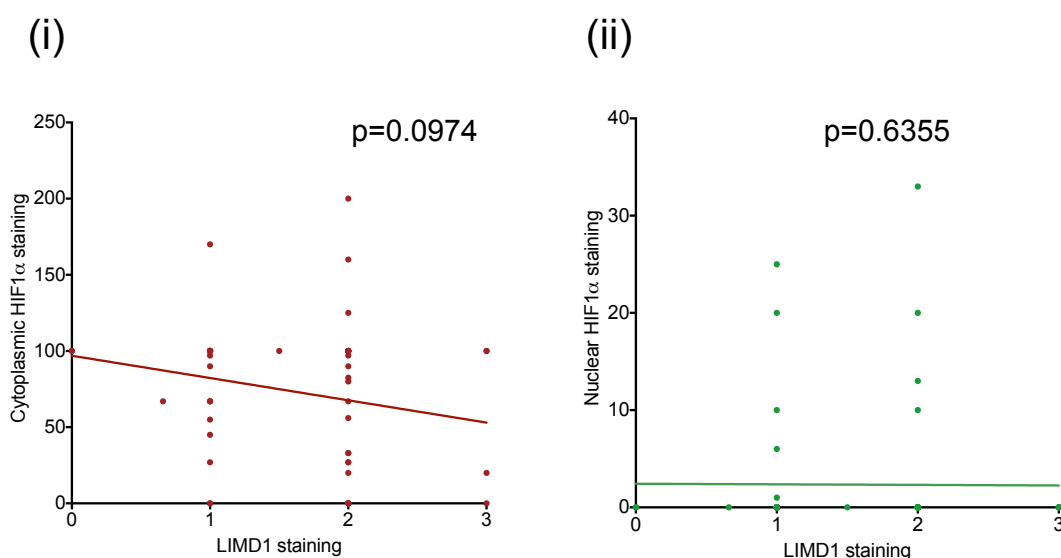 (i)
p=0.0974
Cytoplasmic HIF1α staining
250
200
150
100
50
0
0 1 2 3
LIMD1 staining
(ii)
p=0.6355
Nuclear HIF1α staining
40
30
20
10
0
0 1 2 3
LIMD1 staining